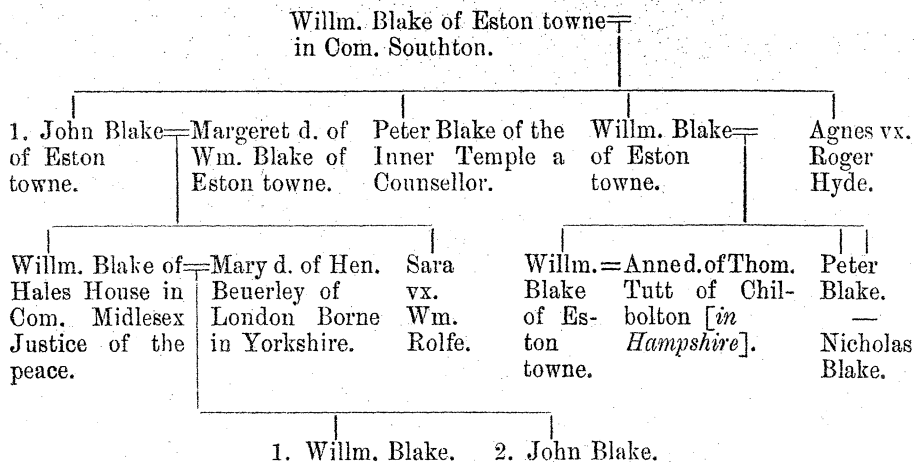 Willm. Blake of Eston towne=
in Com. Southton.
1. John Blake=
of Eston
towne.
Margeret d. of
Wm. Blake of
Eston towne.
Peter Blake of the
Inner Temple a
Counsellor.
Willm. Blake=
of Eston
towne.
Agnes vx.
Roger
Hyde.
Willm. Blake of=
Hales House in
Com. Midlesex
Justice of the
peace.
Mary d. of Hen.
Beuerley of
London Borne
in Yorkshire.
Sara
vx.
Wm.
Rolfe.
Willm.=
Blake
of Es-
ton
towne.
Anne d. of Thom.
Tutt of Chil-
bolton [in
Hampshire].
Peter
Blake.
—
Nicholas
Blake.
1. Willm. Blake. 2. John Blake.